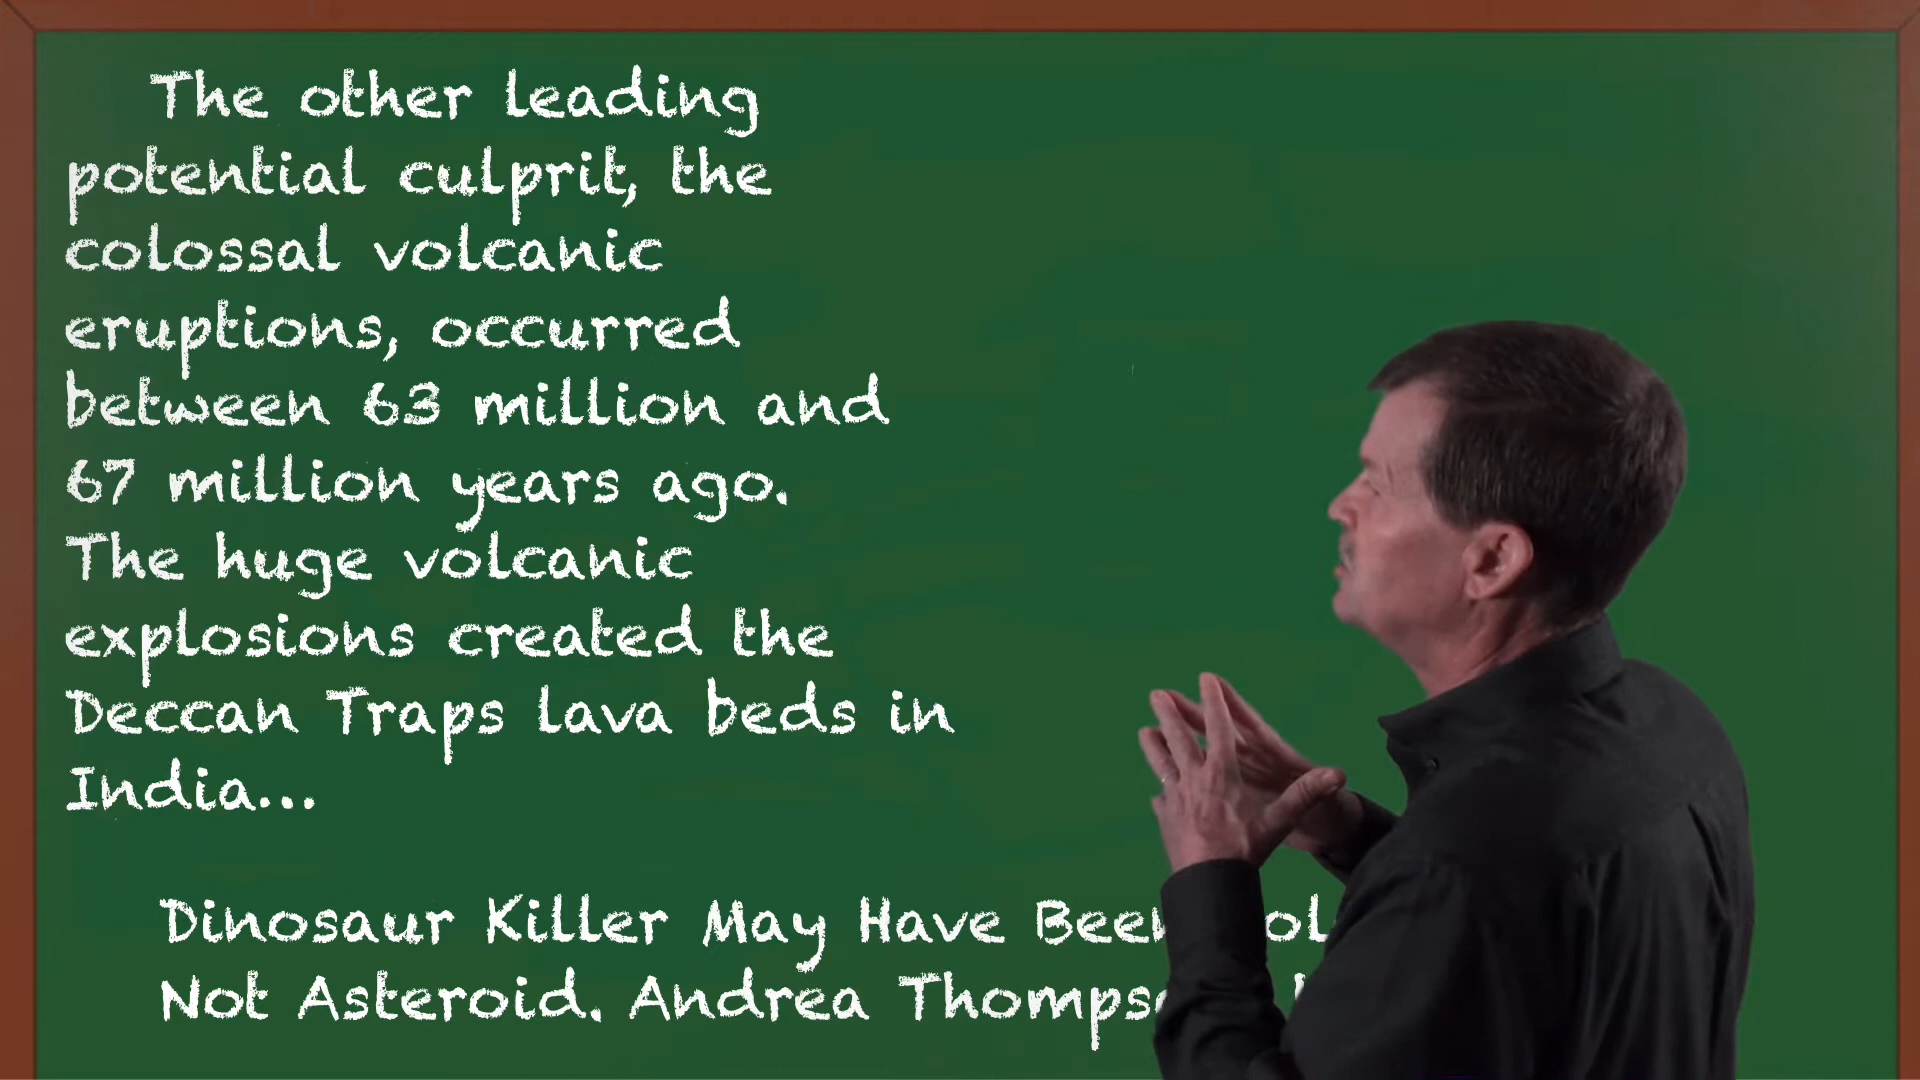 The other leading
potential culprit, the
colossal volcanic
eruptions, occurred
between 63 million and
67 million years ago.
The huge volcanic
explosions created the
Deccan Traps lava beds in
India...
Dinosaur Killer May Have
Not Asteroid. Andrea